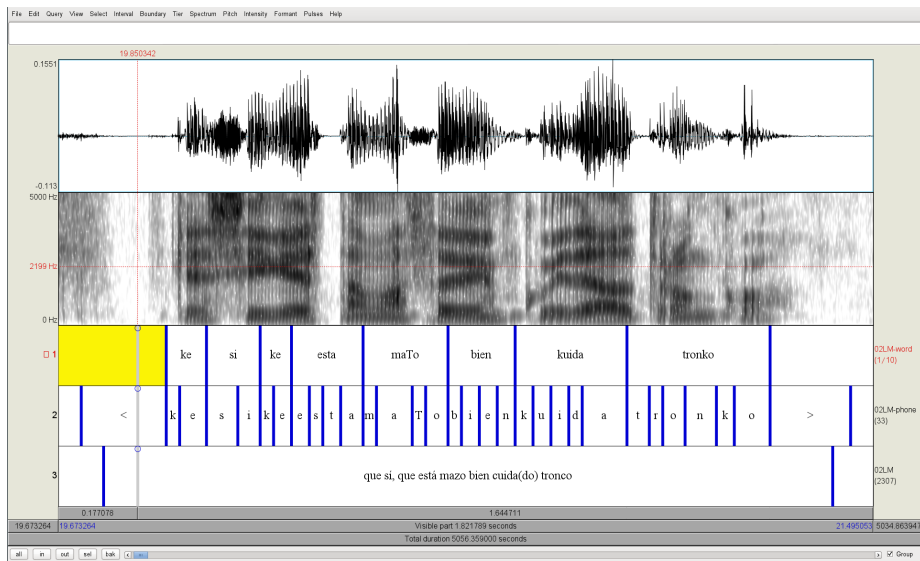 File Edit Query View Select Interval Boundary Tier Spectrum Pitch Intensity Formant Pulses Help
19.850342
0.1551
-0.113
5000 Hz
2199 Hz
0 Hz
1 ke si ke esta maTo bien kuida tronko 02LM-word (1/10)
2 < k e s i k e e s t a m a T o b i e n k u i d a t r o n k o > 02LM-phone (33)
3 que si, que está mazo bien cuida(do) tronco 02LM (2307)
0.177078 1.644711
19.673264 19.673264 Visible part 1.821789 seconds 21.495053 5034.863947
Total duration 5056.359000 seconds
all in out sel bak Group